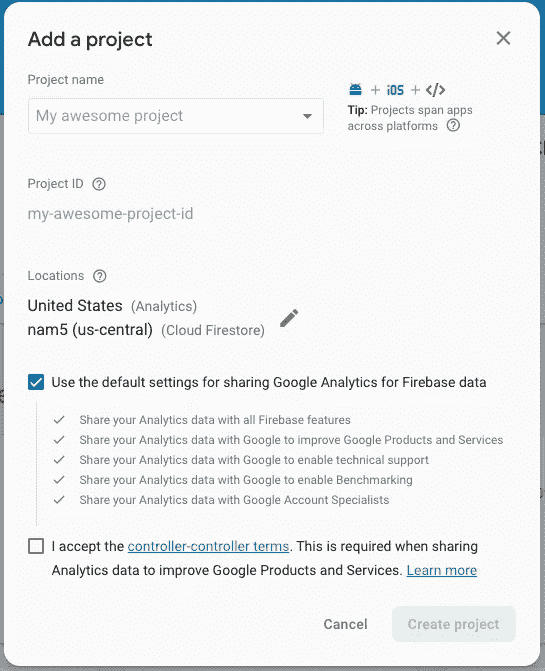 Add a project
Project name
My awesome project
iOS + </>
Tip: Projects span apps
across platforms
Project ID
my-awesome-project-id
Locations
United States (Analytics)
nam5 (us-central) (Cloud Firestore)
Use the default settings for sharing Google Analytics for Firebase data
Share your Analytics data with all Firebase features
Share your Analytics data with Google to improve Google Products and Services
Share your Analytics data with Google to enable technical support
Share your Analytics data with Google to enable Benchmarking
Share your Analytics data with Google Account Specialists
I accept the controller-controller terms. This is required when sharing
Analytics data to improve Google Products and Services. Learn more
Cancel Create project